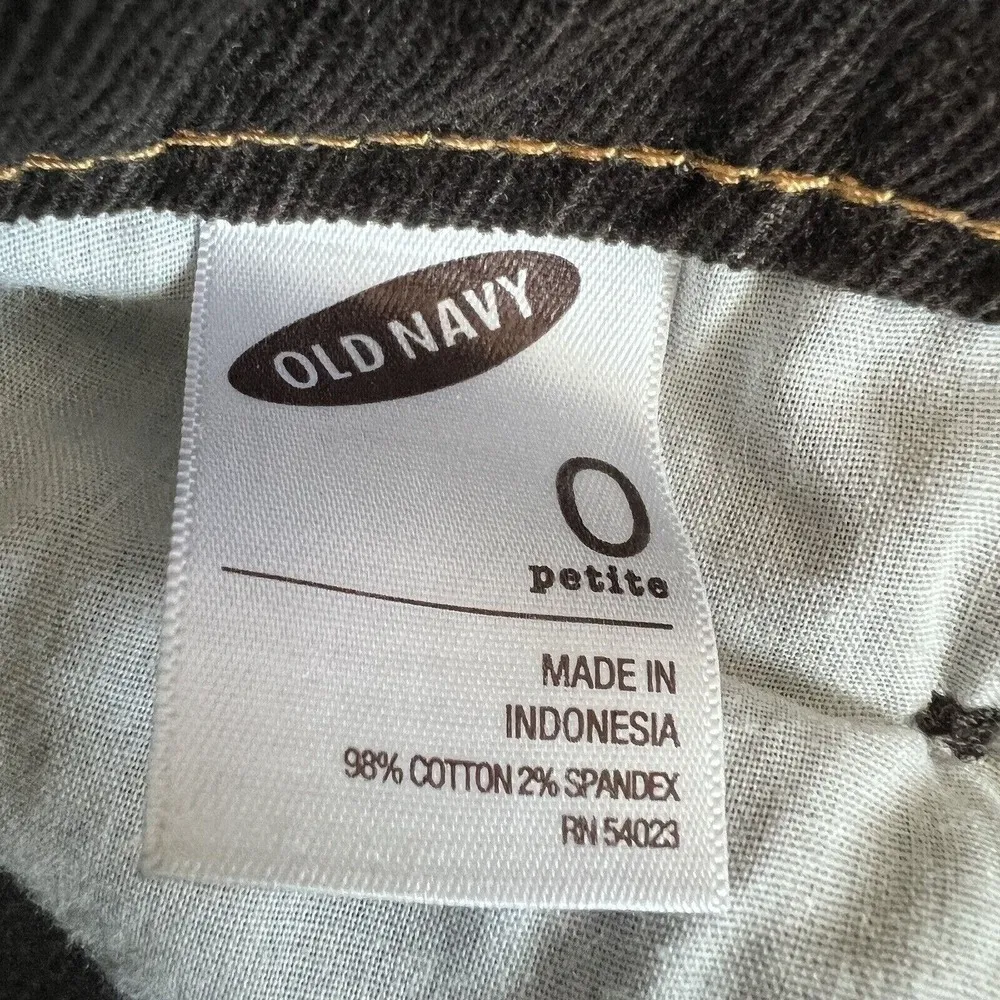 OLD NAVY
0
petite
MADE IN
INDONESIA
98% COTTON 2% SPANDEX
RN 54023